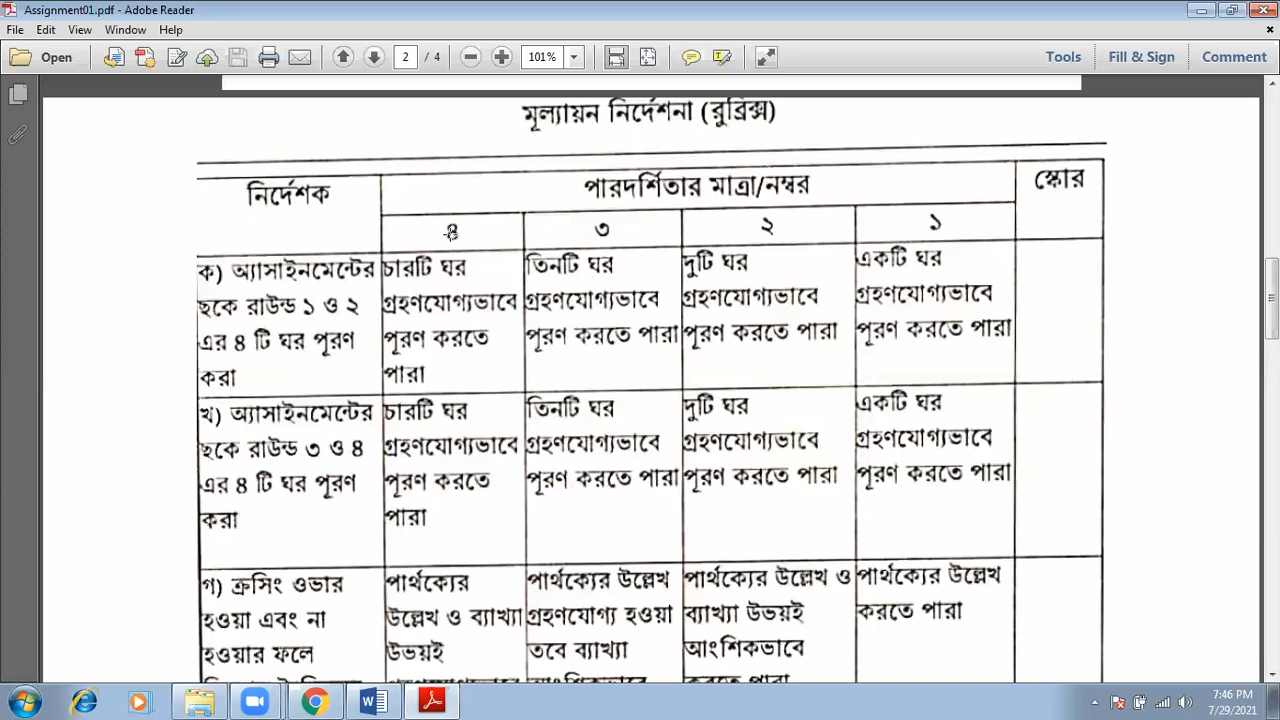 Assignment01.pdf - Adobe Reader
File Edit View Window Help
Open 2 / 4 101% Tools Fill & Sign Comment
মূল্যায়ন নির্দেশনা (রুব্রিক্স)
নির্দেশক পারদর্শিতার মাত্রা/নম্বর স্কোর
৪ ৩ ২ ১
ক) অ্যাসাইনমেন্টের
ছকে রাউন্ড ১ ও ২
এর ৪ টি ঘর পূরণ
করা
চারটি ঘর
গ্রহণযোগ্যভাবে
পূরণ করতে
পারা
তিনটি ঘর
গ্রহণযোগ্যভাবে
পূরণ করতে পারা
দুটি ঘর
গ্রহণযোগ্যভাবে
পূরণ করতে পারা
একটি ঘর
গ্রহণযোগ্যভাবে
পূরণ করতে পারা
খ) অ্যাসাইনমেন্টের
ছকে রাউন্ড ৩ ও ৪
এর ৪ টি ঘর পূরণ
করা
চারটি ঘর
গ্রহণযোগ্যভাবে
পূরণ করতে
পারা
তিনটি ঘর
গ্রহণযোগ্যভাবে
পূরণ করতে পারা
দুটি ঘর
গ্রহণযোগ্যভাবে
পূরণ করতে পারা
একটি ঘর
গ্রহণযোগ্যভাবে
পূরণ করতে পারা
গ) ক্রসিং ওভার
হওয়া এবং না
হওয়ার ফলে
পার্থক্যের
উল্লেখ ও ব্যাখ্যা
উভয়ই
পার্থক্যের উল্লেখ
গ্রহণযোগ্য হওয়া
তবে ব্যাখ্যা
পার্থক্যের উল্লেখ ও
ব্যাখ্যা উভয়ই
আংশিকভাবে
করতে পারা
পার্থক্যের উল্লেখ
করতে পারা
7:46 PM
7/29/2021